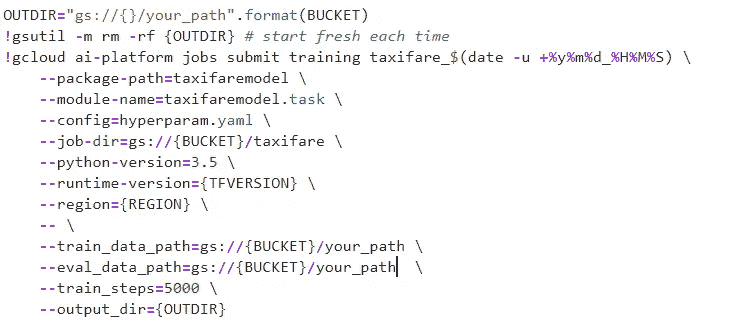 OUTDIR="gs://{}/your_path".format(BUCKET)
!gsutil -m rm -rf {OUTDIR} # start fresh each time
!gcloud ai-platform jobs submit training taxifare_$(date -u +%y%m%d_%H%M%S) \
    --package-path=taxifaremodel \
    --module-name=taxifaremodel.task \
    --config=hyperparam.yaml \
    --job-dir=gs://{BUCKET}/taxifare \
    --python-version=3.5 \
    --runtime-version={TFVERSION} \
    --region={REGION} \
    -- \
    --train_data_path=gs://{BUCKET}/your_path \
    --eval_data_path=gs://{BUCKET}/your_path  \
    --train_steps=5000 \
    --output_dir={OUTDIR}